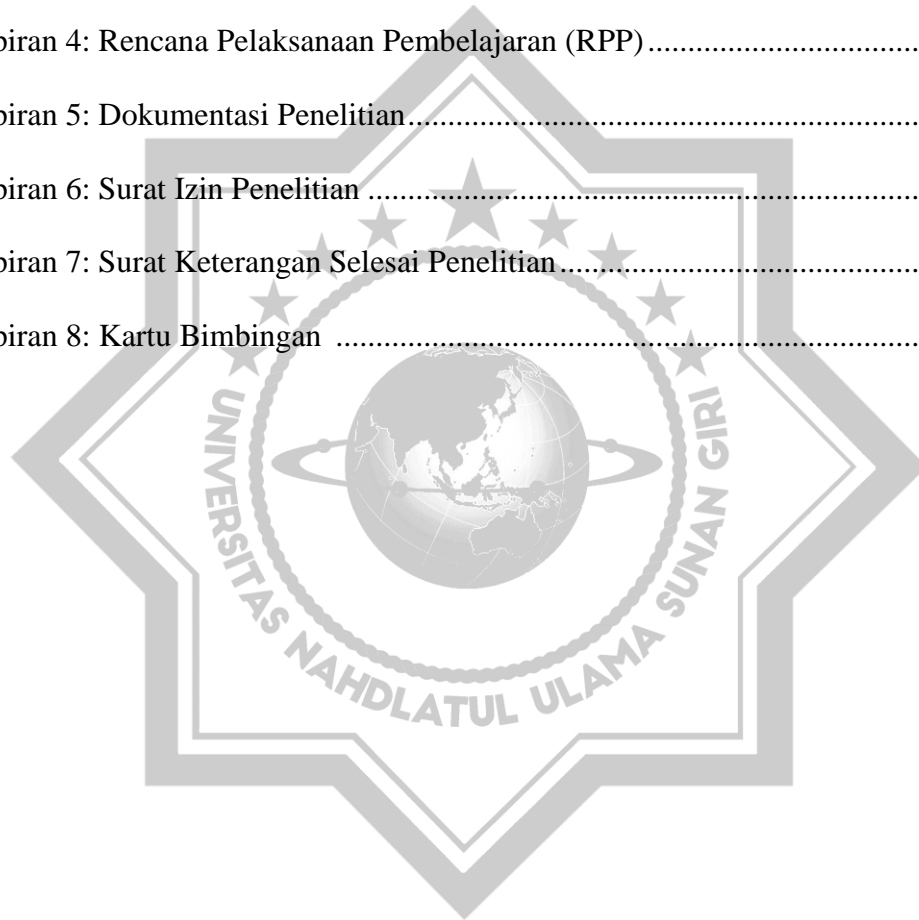 piran 4: Rencana Pelaksanaan Pembelajaran (RPP)..................................
piran 5: Dokumentasi Penelitian................................................................
piran 6: Surat Izin Penelitian .....................................................................
piran 7: Surat Keterangan Selesai Penelitian.............................................
piran 8: Kartu Bimbingan .........................................................................
UNIVERSITAS NAHDLATUL ULAMA SUNAN GIRI